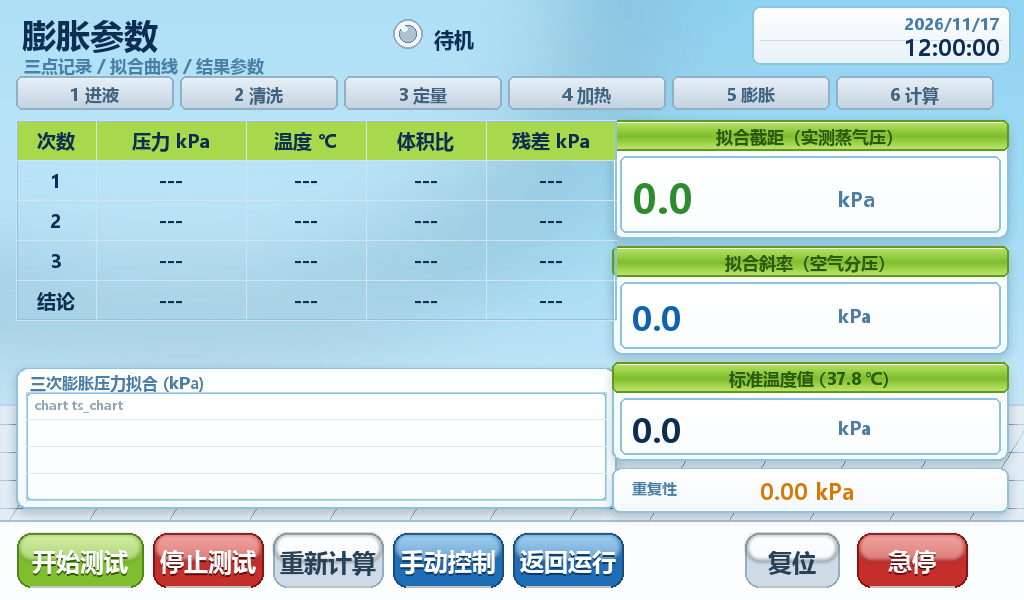 膨胀参数
三点记录 / 拟合曲线 / 结果参数
待机
2026/11/17
12:00:00
1 进液 2 清洗 3 定量 4 加热 5 膨胀 6 计算
次数 压力 kPa 温度 ℃ 体积比 残差 kPa
1 --- --- --- ---
2 --- --- --- ---
3 --- --- --- ---
结论 --- --- --- ---
拟合截距（实测蒸气压）
0.0 kPa
拟合斜率（空气分压）
0.0 kPa
标准温度值 (37.8 ℃)
0.0 kPa
重复性 0.00 kPa
三次膨胀压力拟合 (kPa)
chart ts_chart
开始测试 停止测试 重新计算 手动控制 返回运行 复位 急停